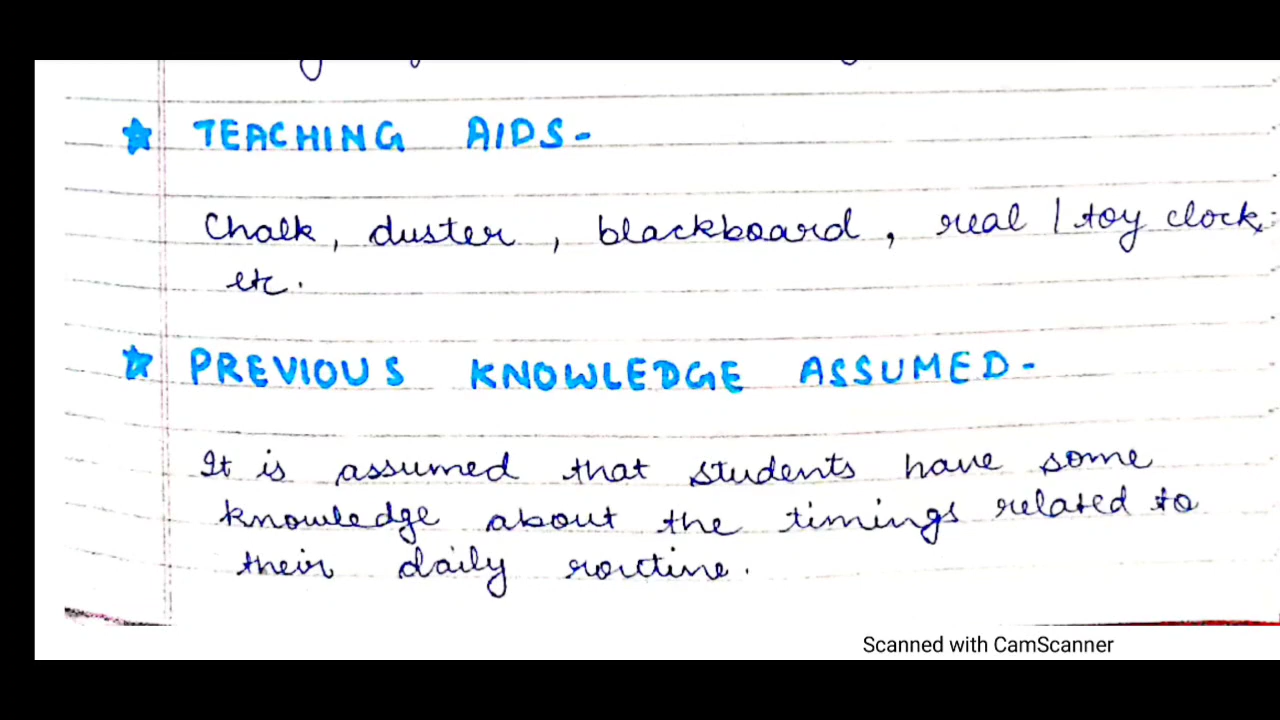 ★ TEACHING AIDS-
Chalk, duster, blackboard, real / toy clock,
etc.
★ PREVIOUS KNOWLEDGE ASSUMED-
It is assumed that students have some
knowledge about the timings related to
their daily routine.
Scanned with CamScanner